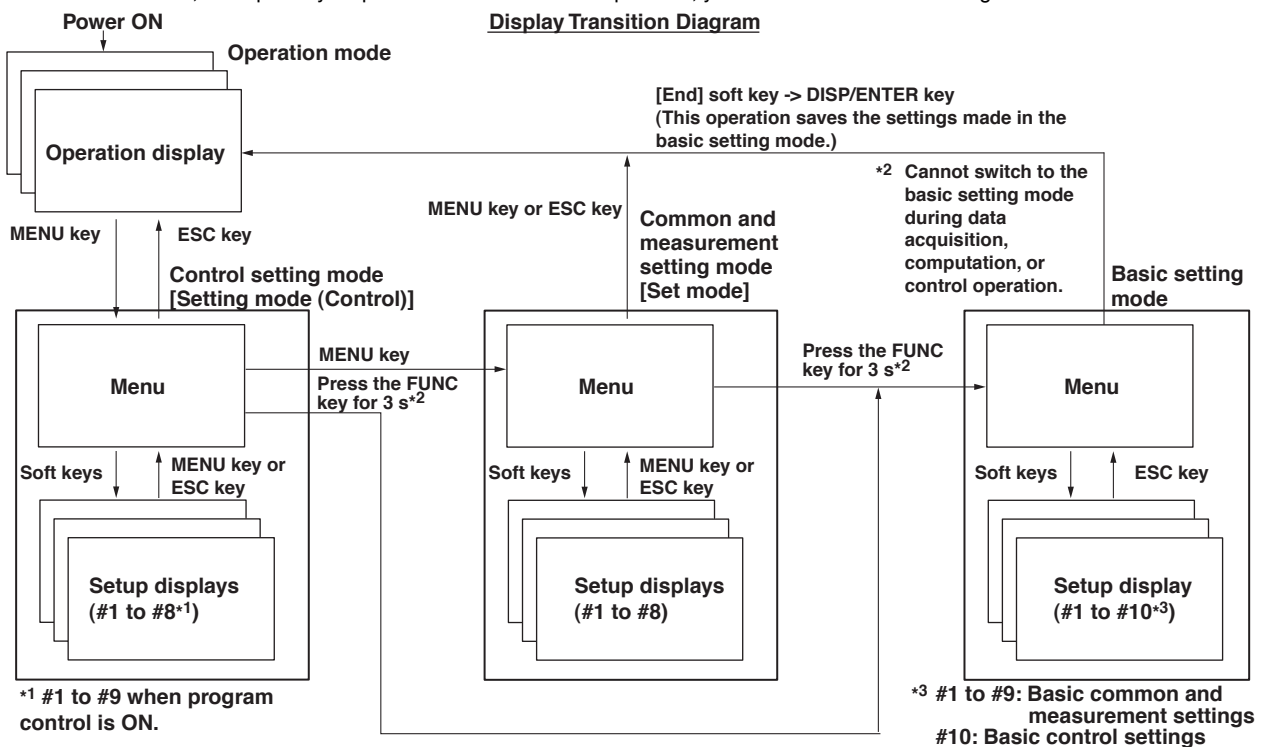 Display Transition Diagram
Power ON
Operation mode
Operation display
[End] soft key -> DISP/ENTER key
(This operation saves the settings made in the
basic setting mode.)
*2 Cannot switch to the
basic setting mode
during data
acquisition,
computation, or
control operation.
MENU key
ESC key
MENU key or ESC key
Control setting mode
[Setting mode (Control)]
Common and
measurement
setting mode
[Set mode]
Basic setting
mode
Menu
MENU key
Press the FUNC
key for 3 s*2
Menu
Press the FUNC
key for 3 s*2
Menu
Soft keys
MENU key or
ESC key
Soft keys
MENU key or
ESC key
Soft keys
ESC key
Setup displays
(#1 to #8*1)
Setup displays
(#1 to #8)
Setup display
(#1 to #10*3)
*1 #1 to #9 when program
control is ON.
*3 #1 to #9: Basic common and
measurement settings
#10: Basic control settings